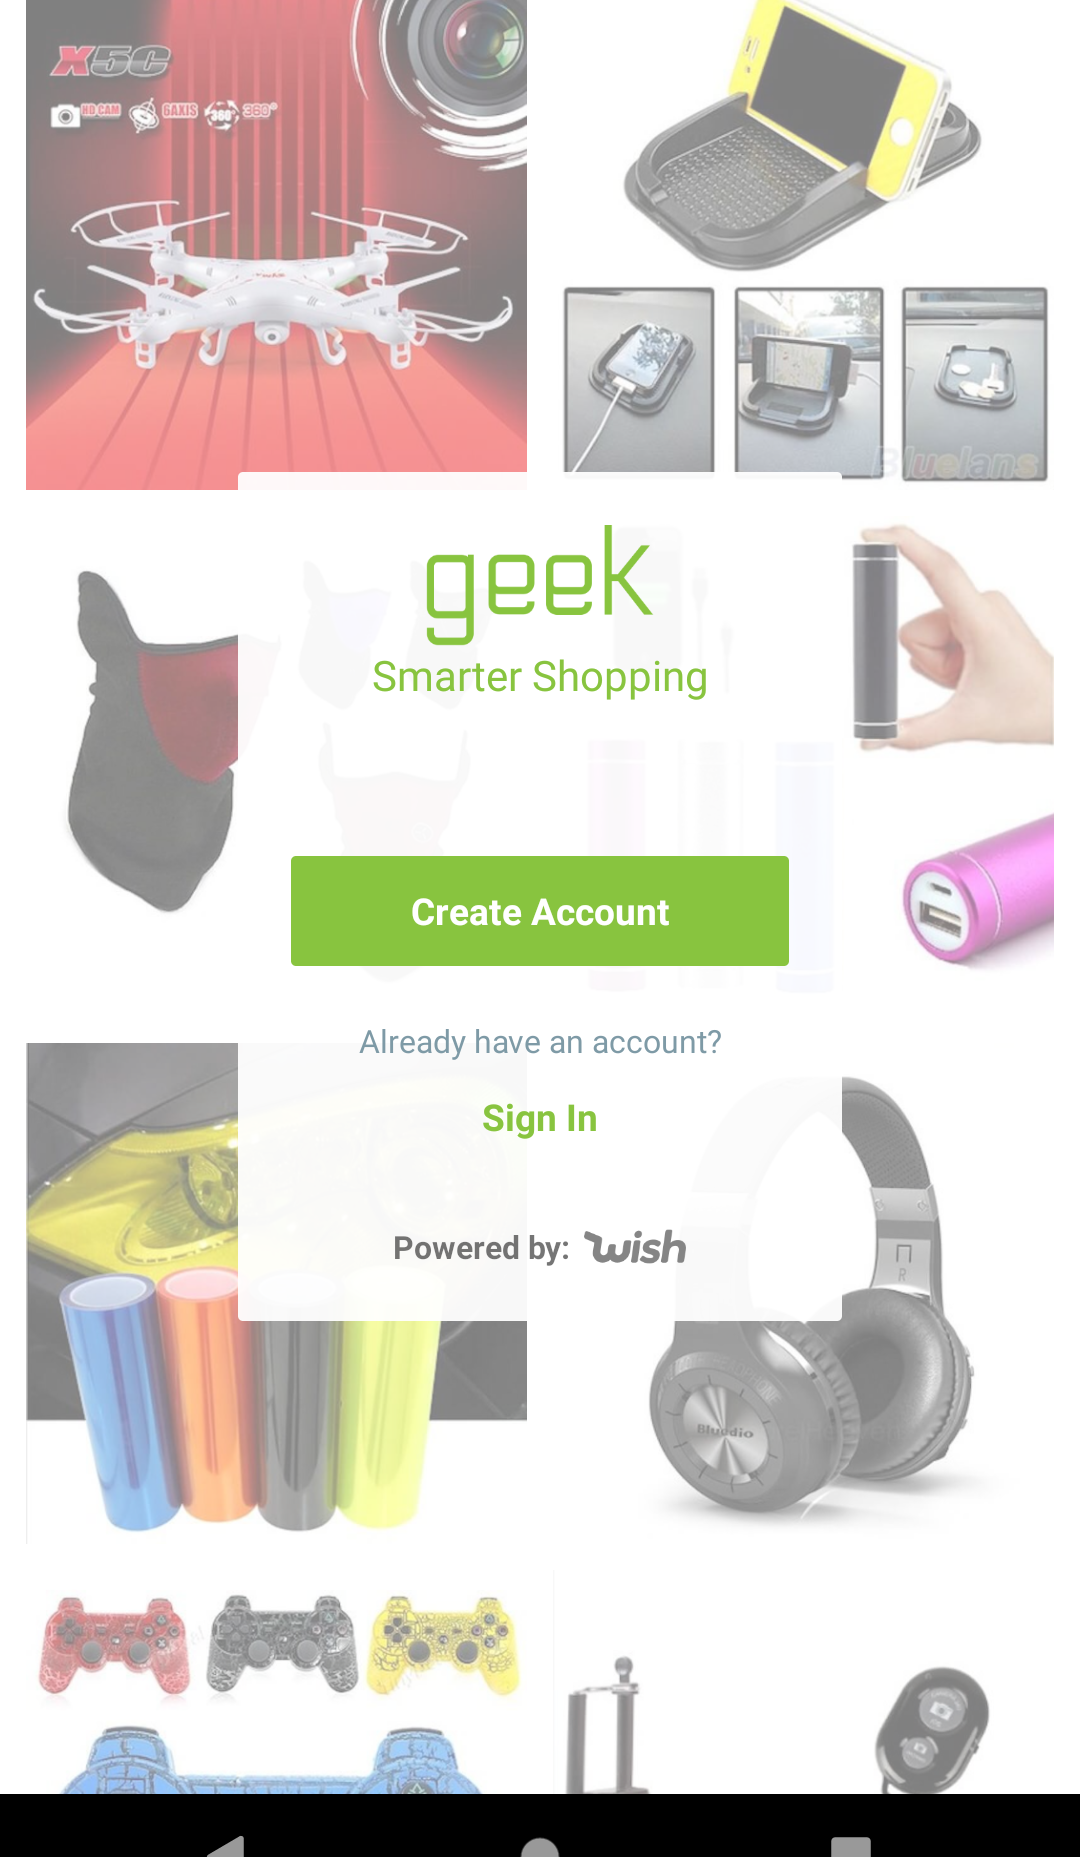 X5C
HD CAM 6AXIS 360° 360°
Bluelans
geek
Smarter Shopping
Create Account
Already have an account?
Sign In
Powered by: wish
R
Bluedio